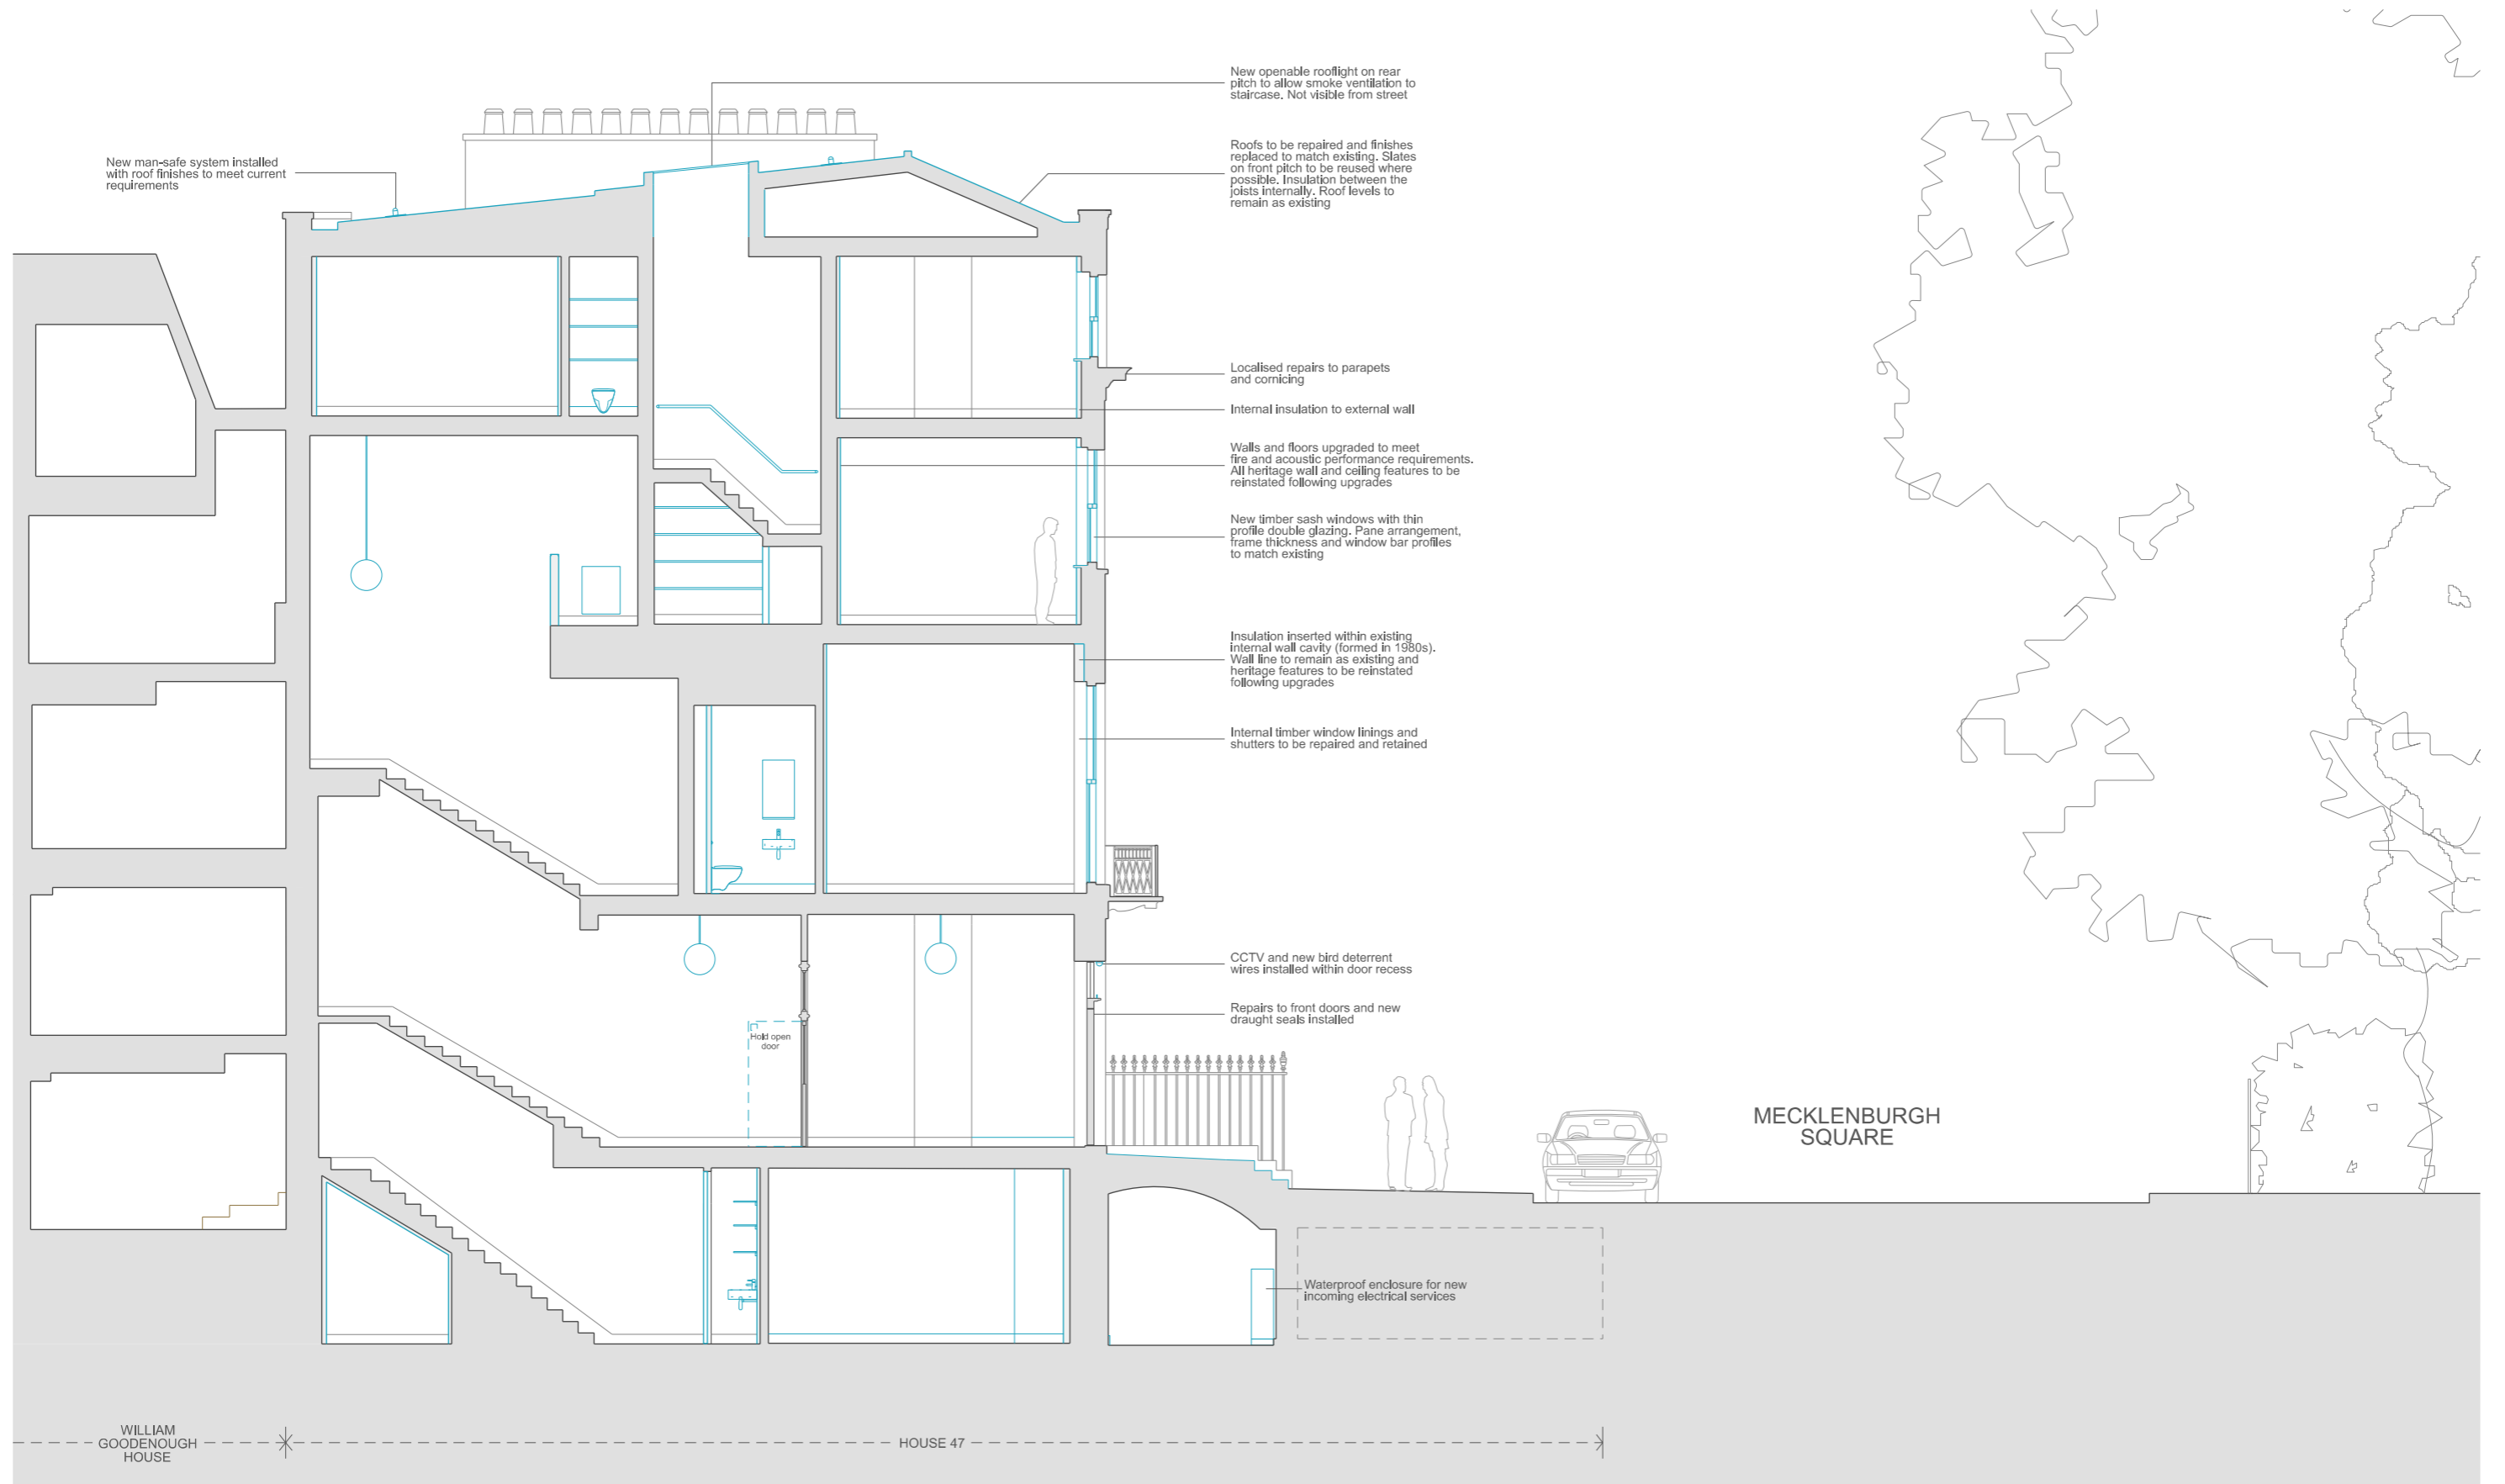 New openable rooflight on rear
pitch to allow smoke ventilation to
staircase. Not visible from street
New man-safe system installed
with roof finishes to meet current
requirements
Roofs to be repaired and finishes
replaced to match existing. Slates
on front pitch to be reused where
possible. Insulation between the
joists internally. Roof levels to
remain as existing
Localised repairs to parapets
and cornicing
Internal insulation to external wall
Walls and floors upgraded to meet
fire and acoustic performance requirements.
All heritage wall and ceiling features to be
reinstated following upgrades
New timber sash windows with thin
profile double glazing. Pane arrangement,
frame thickness and window bar profiles
to match existing
Insulation inserted within existing
internal wall cavity (formed in 1980s).
Wall line to remain as existing and
heritage features to be reinstated
following upgrades
Internal timber window linings and
shutters to be repaired and retained
CCTV and new bird deterrent
wires installed within door recess
Repairs to front doors and new
draught seals installed
Hold open
door
MECKLENBURGH
SQUARE
Waterproof enclosure for new
incoming electrical services
WILLIAM
GOODENOUGH
HOUSE
HOUSE 47